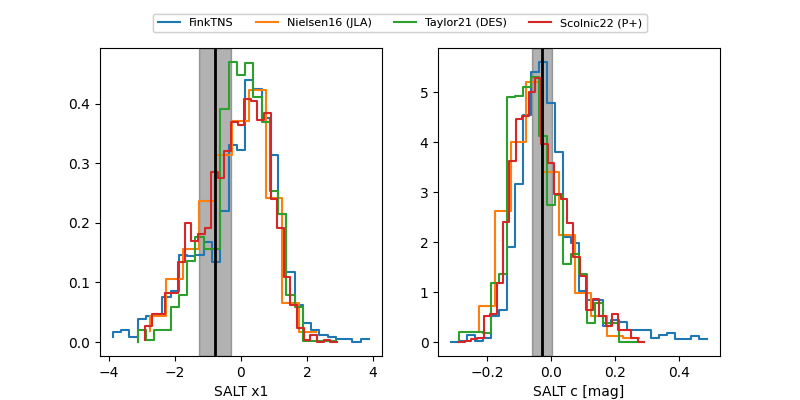 FinkTNS Nielsen16 (JLA) Taylor21 (DES) Scolnic22 (P+)
0.4
0.3
0.2
0.1
0.0
−4 −2 0 2 4
SALT x1
5
4
3
2
1
0
−0.2 0.0 0.2 0.4
SALT c [mag]